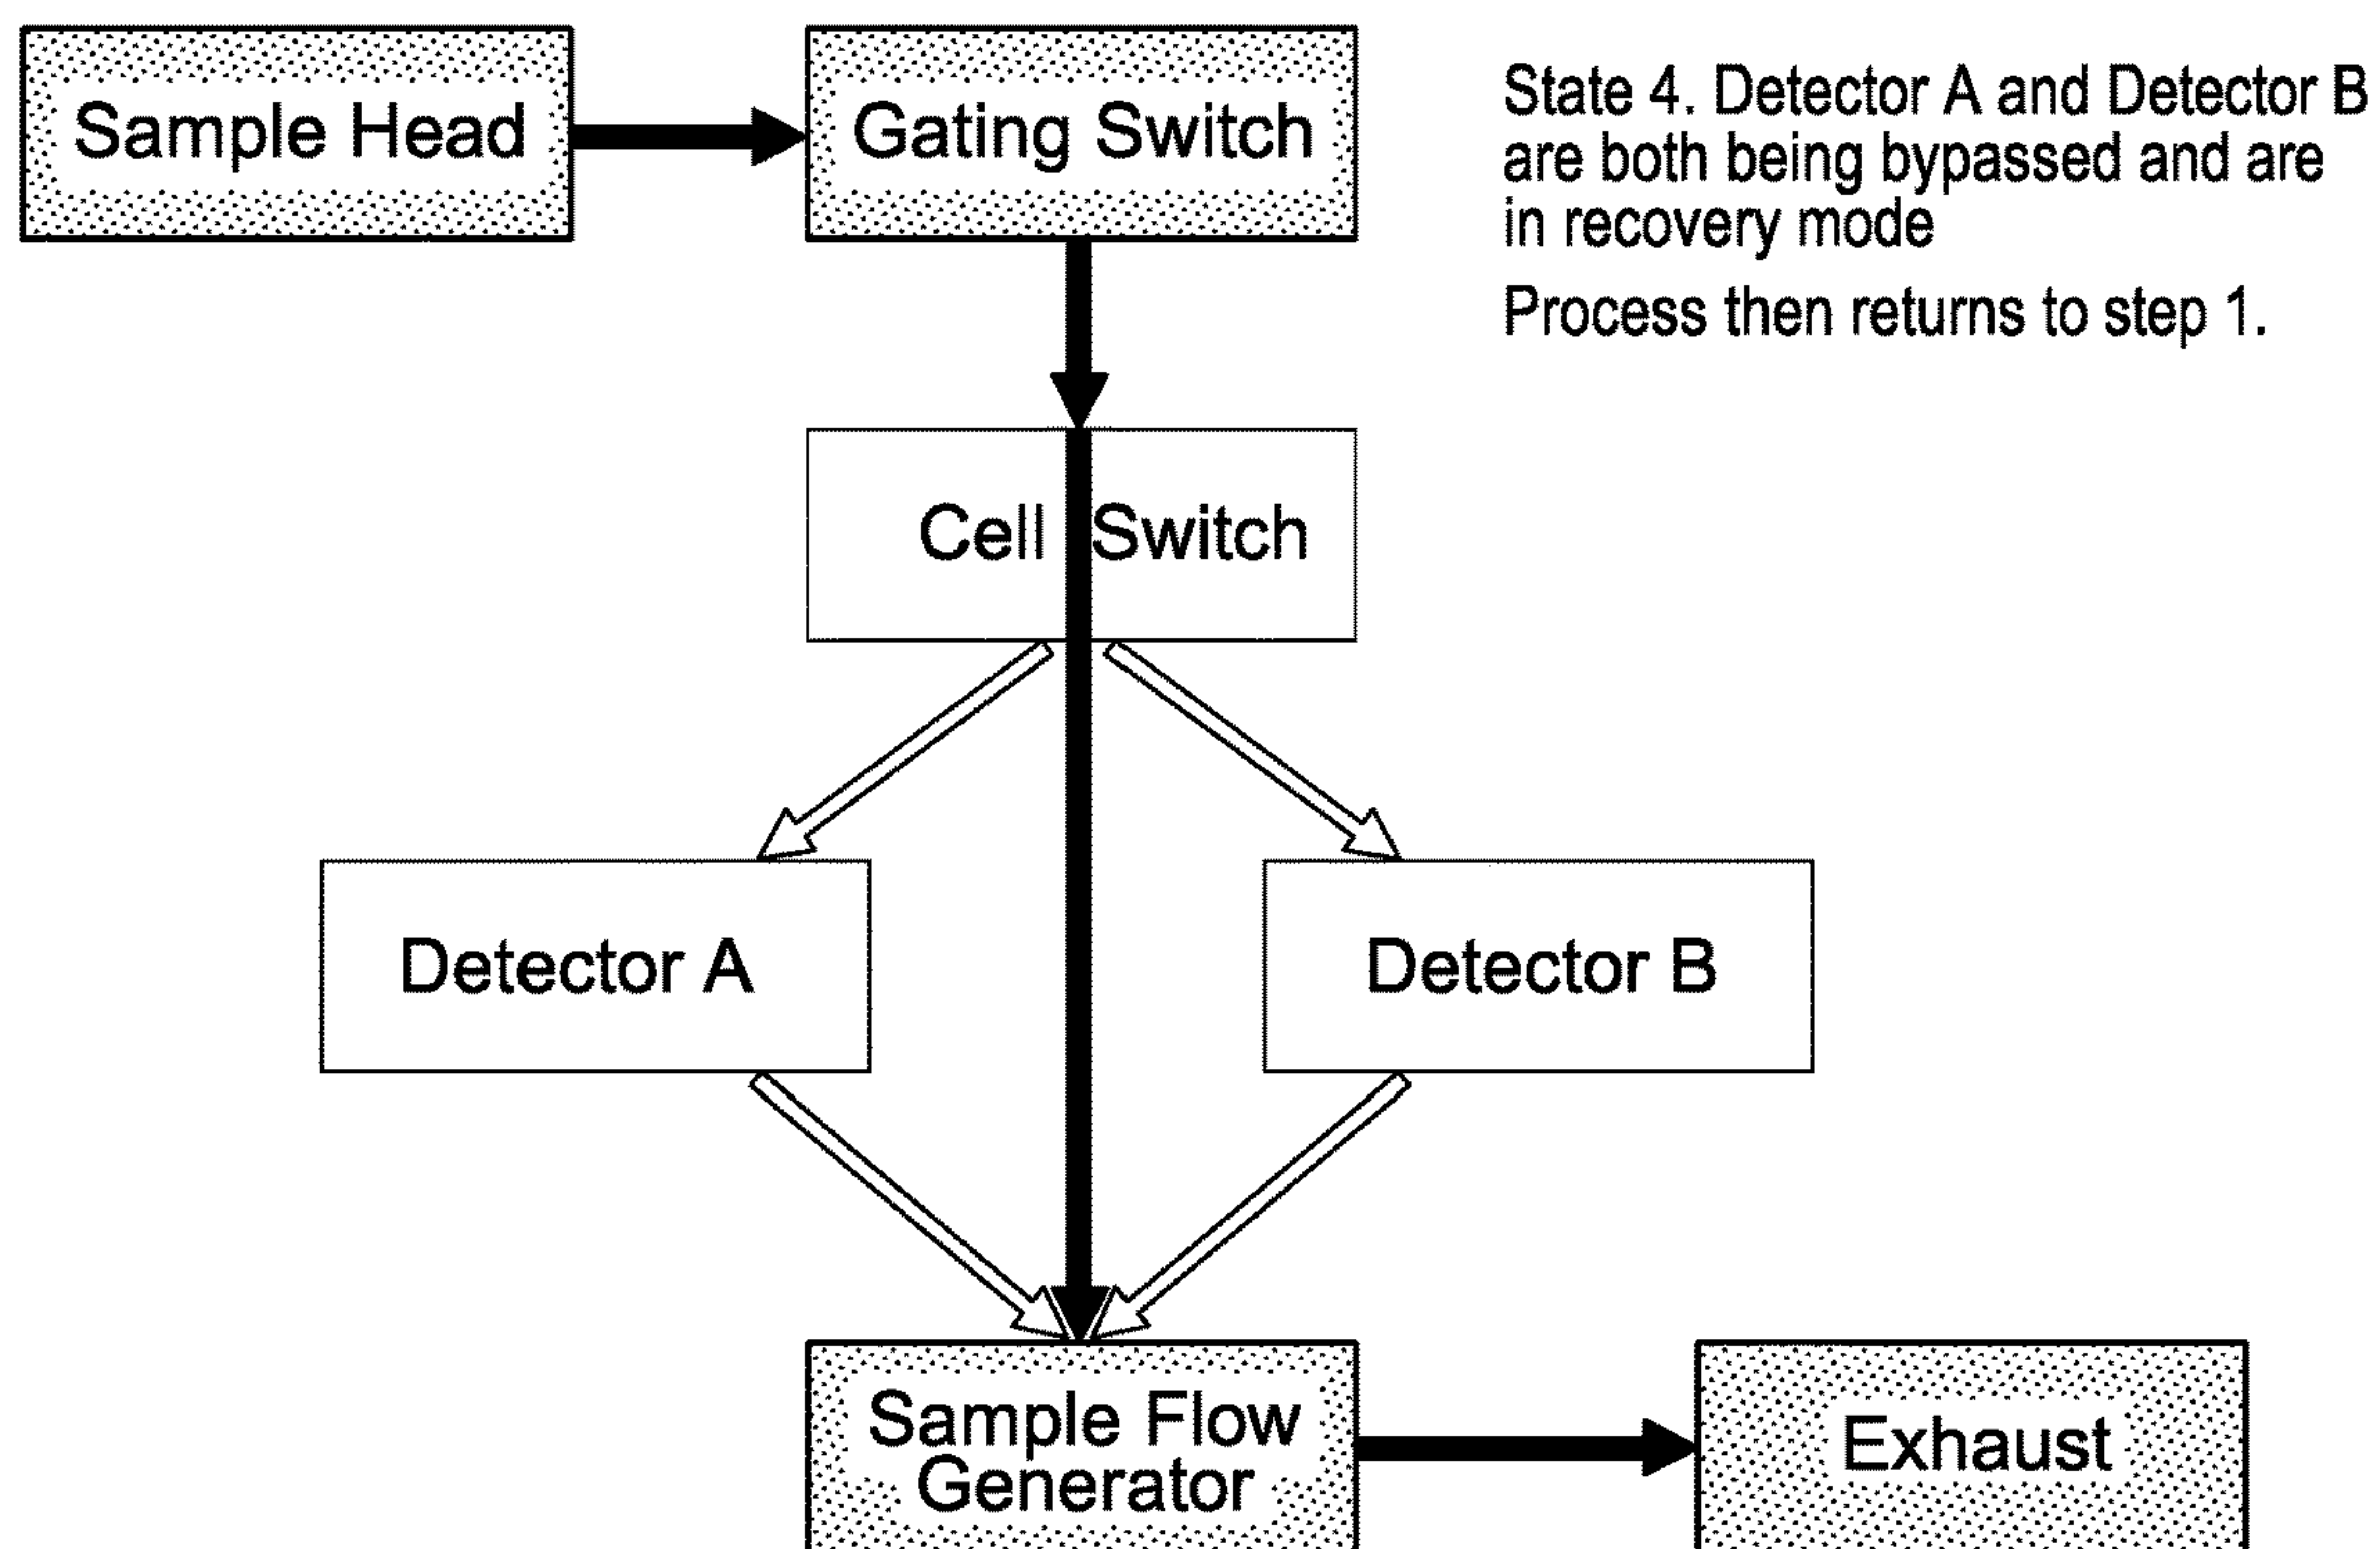 Sample Head
Gating Switch
State 4. Detector A and Detector B
are both being bypassed and are
in recovery mode
Process then returns to step 1.
Cell Switch
Detector A
Detector B
Sample Flow
Generator
Exhaust